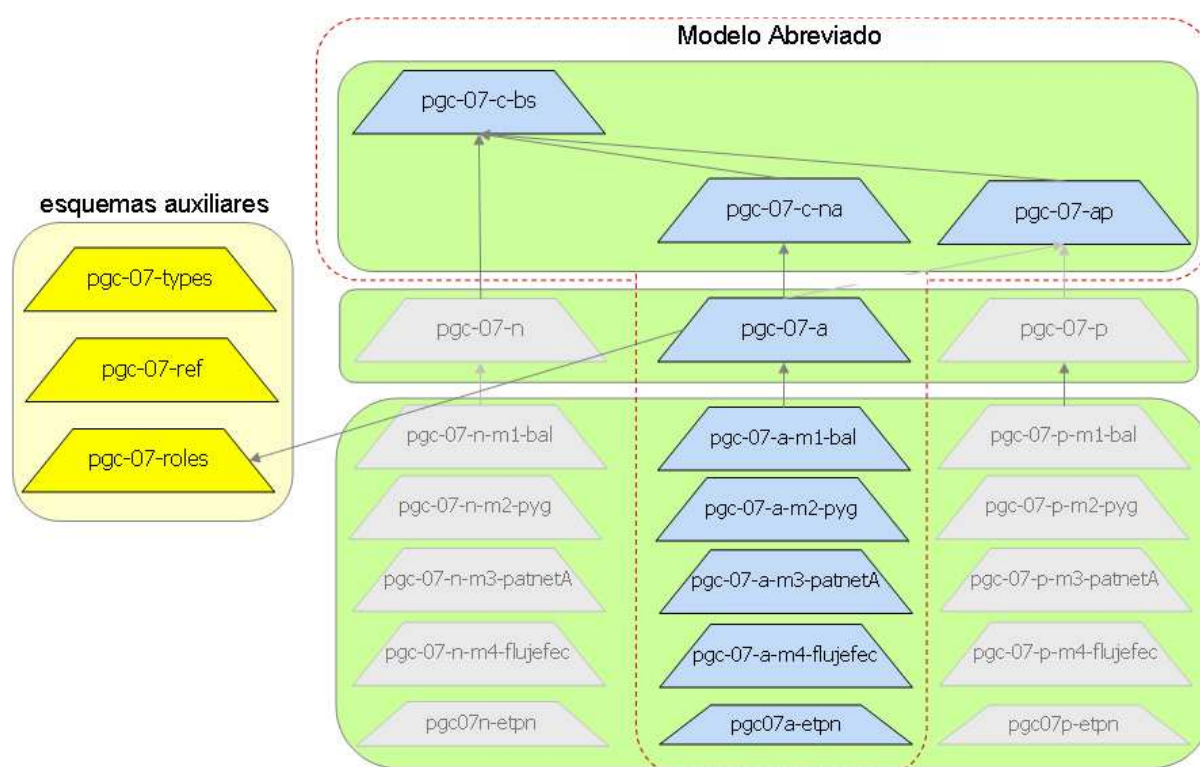 Modelo Abreviado
pgc-07-c-bs
pgc-07-c-na
pgc-07-ap
esquemas auxiliares
pgc-07-types
pgc-07-ref
pgc-07-roles
pgc-07-n
pgc-07-a
pgc-07-p
pgc-07-n-m1-bal
pgc-07-a-m1-bal
pgc-07-p-m1-bal
pgc-07-n-m2-pyg
pgc-07-a-m2-pyg
pgc-07-p-m2-pyg
pgc-07-n-m3-patnetA
pgc-07-a-m3-patnetA
pgc-07-p-m3-patnetA
pgc-07-n-m4-flujefec
pgc-07-a-m4-flujefec
pgc-07-p-m4-flujefec
pgc07n-etpn
pgc07a-etpn
pgc07p-etpn